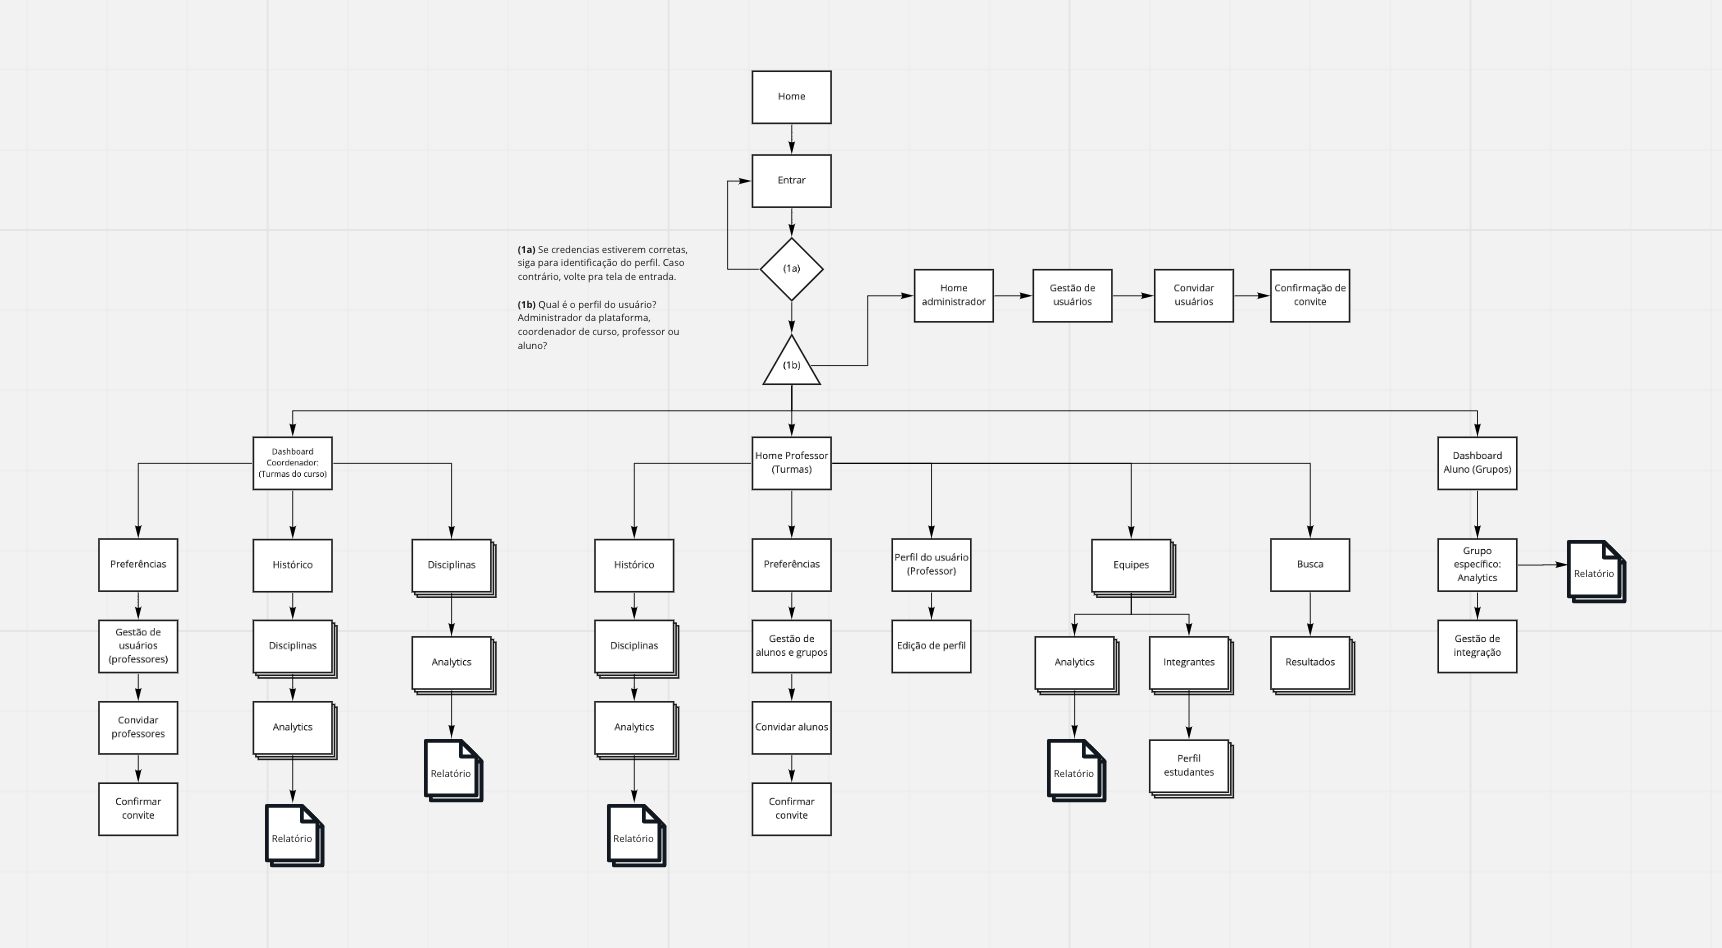 Home
Entrar
(1a) Se credencias estiverem corretas,
siga para identificação do perfil. Caso
contrário, volte pra tela de entrada.
(1b) Qual é o perfil do usuário?
Administrador da plataforma,
coordenador de curso, professor ou
aluno?
(1a)
(1b)
Home
administrador
Gestão de
usuários
Convidar
usuários
Confirmação de
convite
Dashboard
Coordenador:
(Turmas do curso)
Home Professor
(Turmas)
Dashboard
Aluno (Grupos)
Preferências
Histórico
Disciplinas
Histórico
Preferências
Perfil do usuário
(Professor)
Equipes
Busca
Grupo
específico:
Analytics
Relatório
Gestão de
usuários
(professores)
Disciplinas
Analytics
Disciplinas
Gestão de
alunos e grupos
Edição de perfil
Analytics
Integrantes
Resultados
Gestão de
integração
Convidar
professores
Analytics
Relatório
Analytics
Convidar alunos
Relatório
Perfil
estudantes
Confirmar
convite
Relatório
Relatório
Confirmar
convite